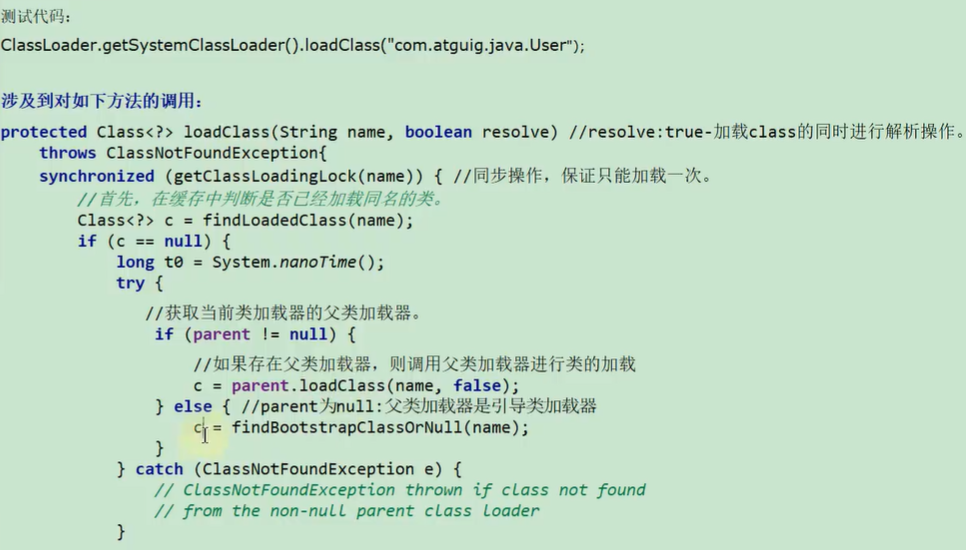 测试代码：
ClassLoader.getSystemClassLoader().loadClass("com.atguig.java.User");
涉及到对如下方法的调用：
protected Class<?> loadClass(String name, boolean resolve) //resolve:true-加载class的同时进行解析操作。
throws ClassNotFoundException{
synchronized (getClassLoadingLock(name)) { //同步操作，保证只能加载一次。
//首先，在缓存中判断是否已经加载同名的类。
Class<?> c = findLoadedClass(name);
if (c == null) {
long t0 = System.nanoTime();
try {
//获取当前类加载器的父类加载器。
if (parent != null) {
//如果存在父类加载器，则调用父类加载器进行类的加载
c = parent.loadClass(name, false);
} else { //parent为null:父类加载器是引导类加载器
c = findBootstrapClassOrNull(name);
}
} catch (ClassNotFoundException e) {
// ClassNotFoundException thrown if class not found
// from the non-null parent class loader
}